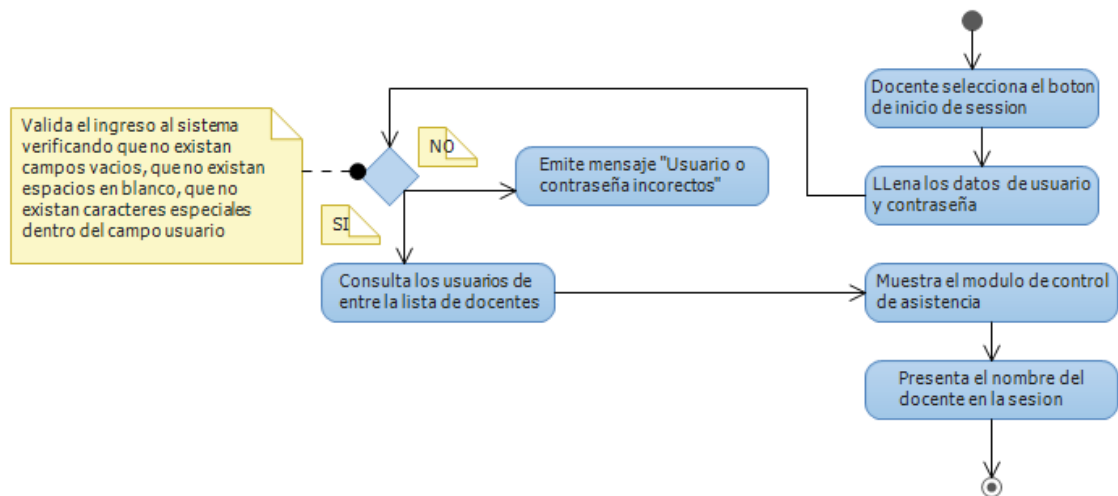 Docente selecciona el boton
de inicio de session
LLena los datos de usuario
y contraseña
Valida el ingreso al sistema
verificando que no existan
campos vacios, que no existan
espacios en blanco, que no
existan caracteres especiales
dentro del campo usuario
NO
Emite mensaje "Usuario o
contraseña incorectos"
SI
Consulta los usuarios de
entre la lista de docentes
Muestra el modulo de control
de asistencia
Presenta el nombre del
docente en la sesion